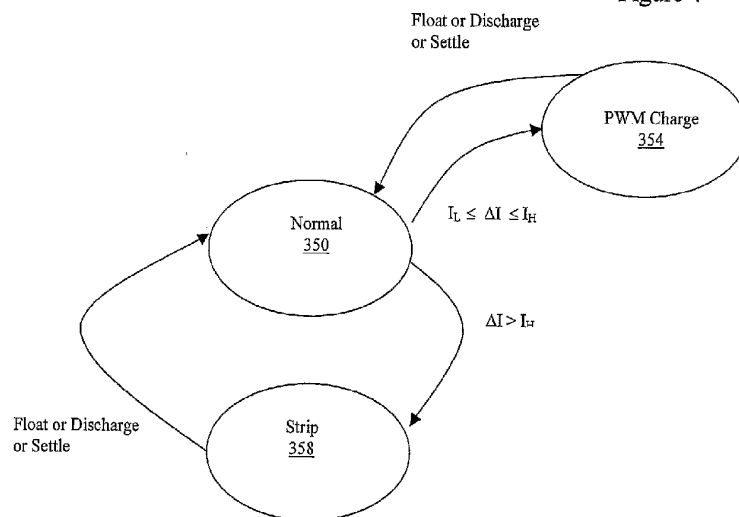 Float or Discharge
or Settle
PWM Charge
354
Normal
350
I_L ≤ ΔI ≤ I_H
ΔI > I_H
Float or Discharge
or Settle
Strip
358